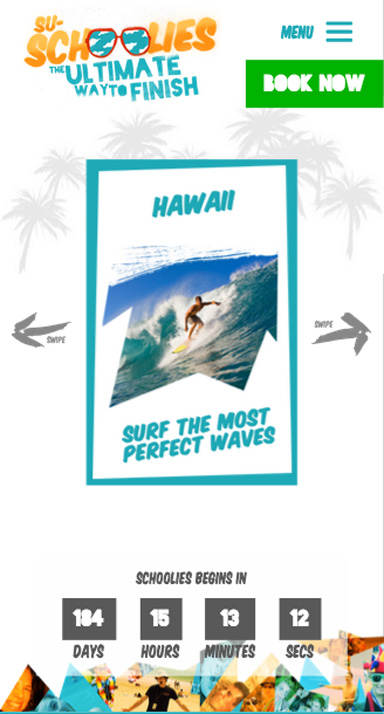 SU-
SCHOOLIES
THE ULTIMATE
WAY TO FINISH
MENU
BOOK NOW
HAWAII
SWIPE
SWIPE
SURF THE MOST
PERFECT WAVES
SCHOOLIES BEGINS IN
184 15 13 12
DAYS HOURS MINUTES SECS